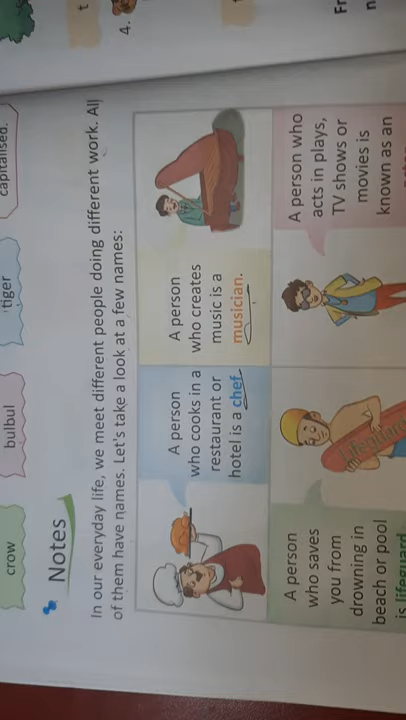 crow
bulbul
tiger
capitalised.
t
4.
Notes
In our everyday life, we meet different people doing different work. All
of them have names. Let's take a look at a few names:
A person
who cooks in a
restaurant or
hotel is a chef.
A person
who creates
music is a
musician.
A person
who saves
you from
drowning in
beach or pool
is lifeguard
Lifeguard
A person who
acts in plays,
TV shows or
movies is
known as an